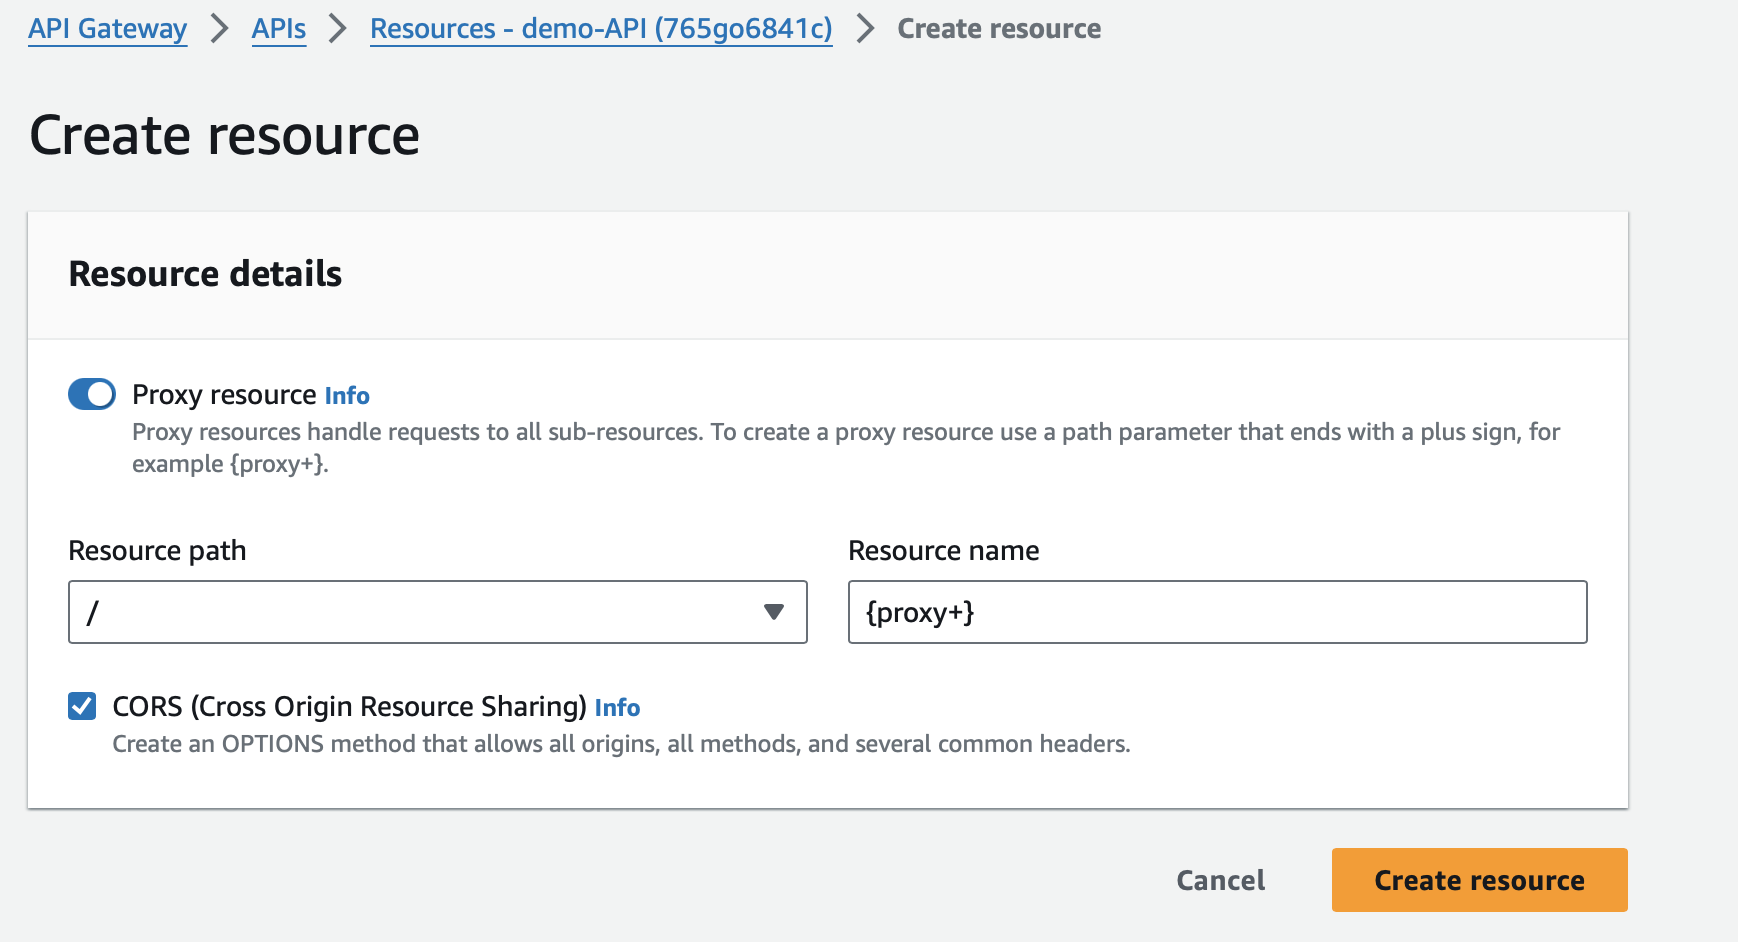 API Gateway > APIs > Resources - demo-API (765go6841c) > Create resource
Create resource
Resource details
Proxy resource Info
Proxy resources handle requests to all sub-resources. To create a proxy resource use a path parameter that ends with a plus sign, for
example {proxy+}.
Resource path
/
Resource name
{proxy+}
CORS (Cross Origin Resource Sharing) Info
Create an OPTIONS method that allows all origins, all methods, and several common headers.
Cancel
Create resource